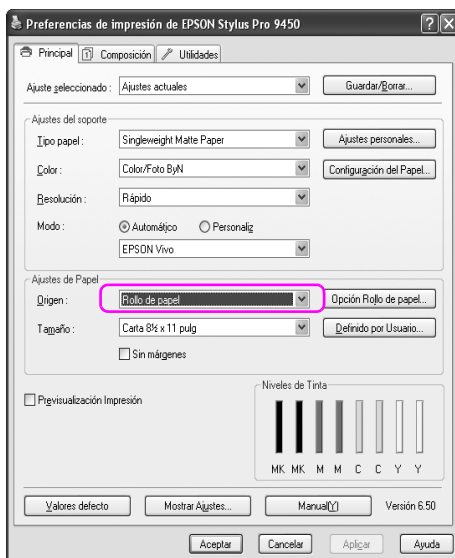 Preferencias de impresión de EPSON Stylus Pro 9450
Principal Composición Utilidades
Ajuste seleccionado : Ajustes actuales Guardar/Borrar...
Ajustes del soporte
Tipo papel : Singleweight Matte Paper Ajustes personales...
Color : Color/Foto ByN Configuración del Papel...
Resolución : Rápido
Modo : Automático Personaliz
EPSON Vivo
Ajustes de Papel
Origen : Rollo de papel Opción Rollo de papel...
Tamaño : Carta 8½ x 11 pulg Definido por Usuario...
Sin márgenes
Niveles de Tinta
Previsualización Impresión
MK MK M M C C Y Y
Valores defecto Mostrar Ajustes... Manual(Y) Versión 6.50
Aceptar Cancelar Aplicar Ayuda